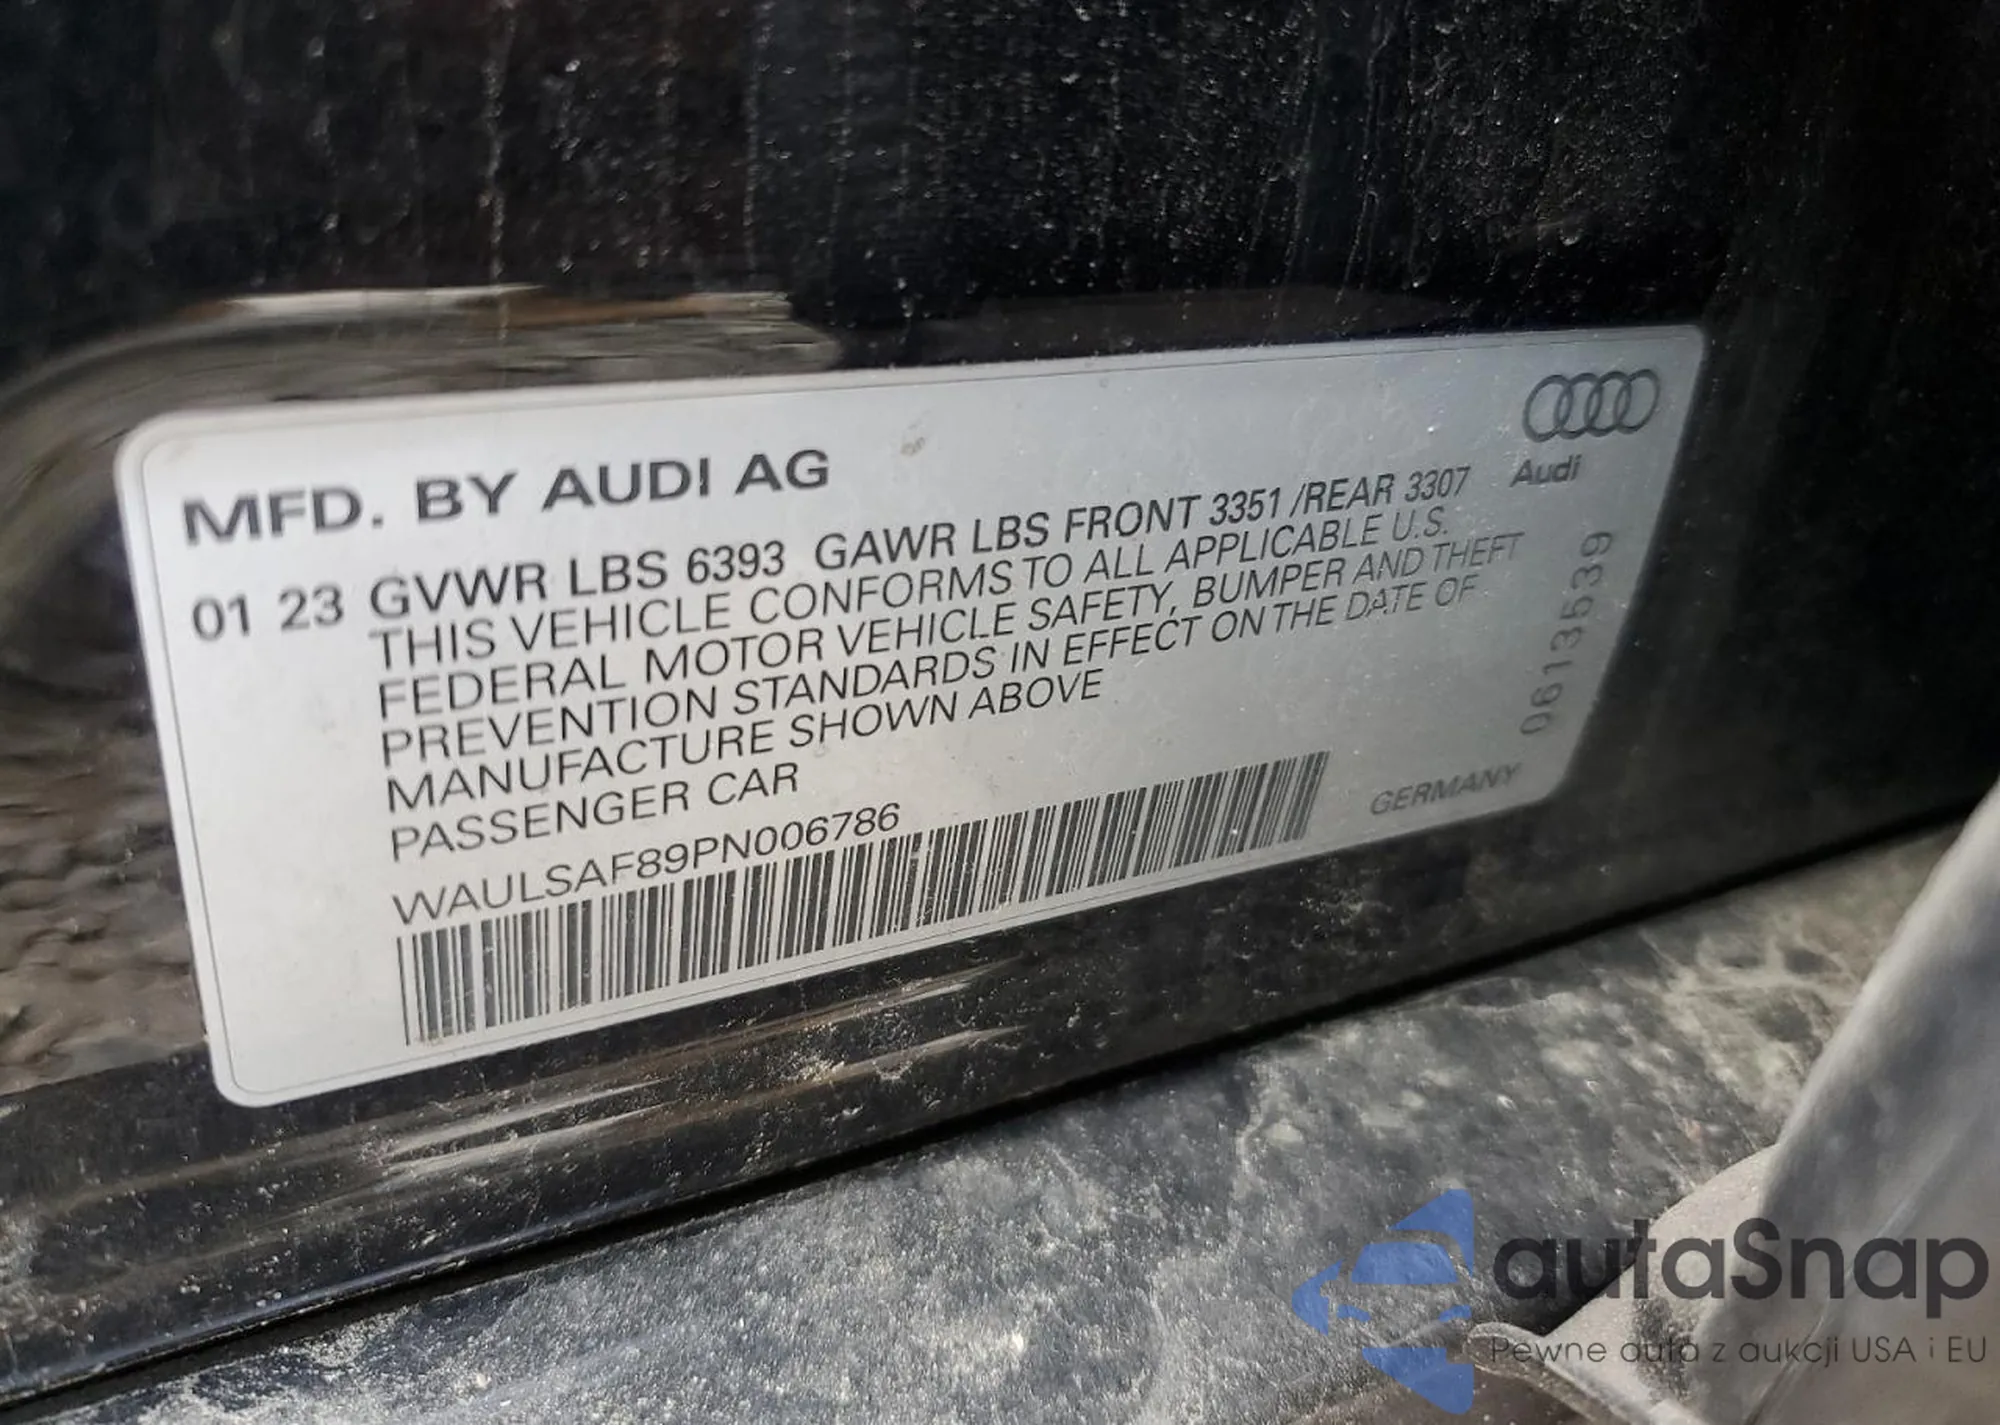 MFD. BY AUDI AG
01 23 GVWR LBS 6393 GAWR LBS FRONT 3351 /REAR 3307
THIS VEHICLE CONFORMS TO ALL APPLICABLE U.S.
FEDERAL MOTOR VEHICLE SAFETY, BUMPER AND THEFT
PREVENTION STANDARDS IN EFFECT ON THE DATE OF
MANUFACTURE SHOWN ABOVE
PASSENGER CAR
WAULSAF89PN006786
Audi
0613539
GERMANY
autaSnap
Pewne auta z aukcji USA i EU